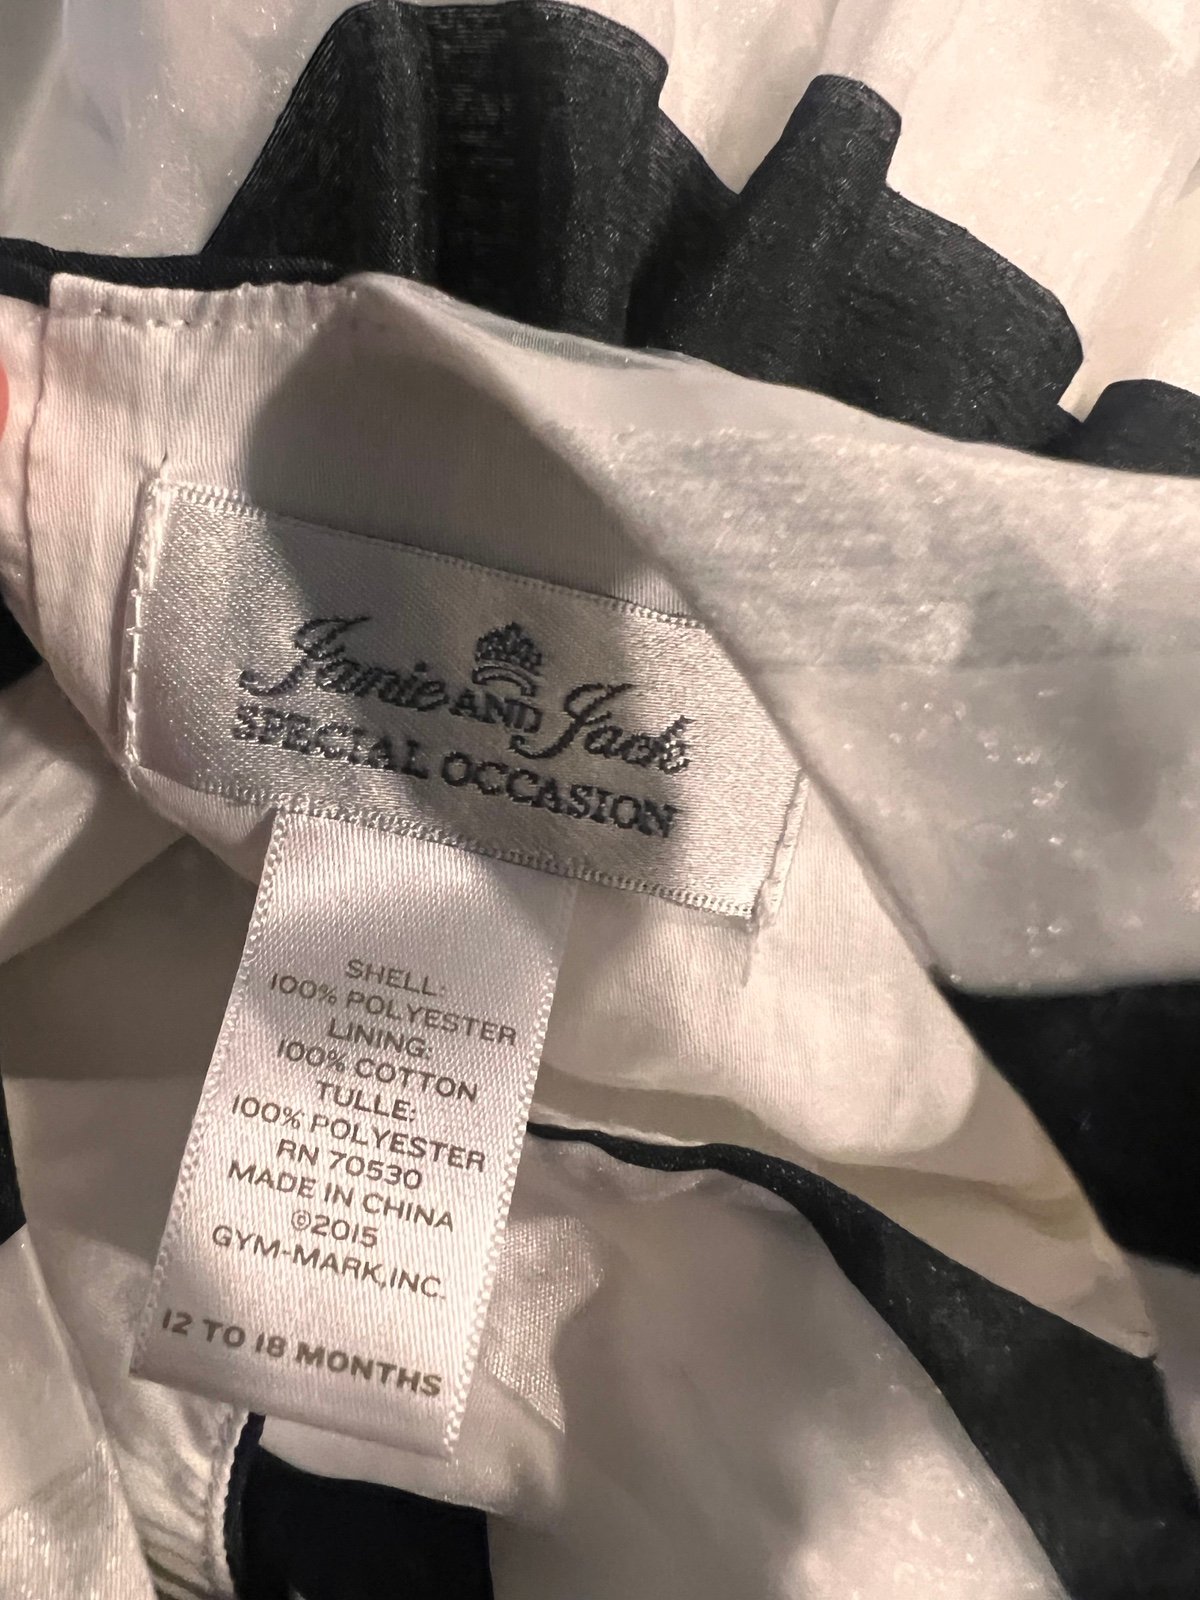 Jamie AND Jack
SPECIAL OCCASION
SHELL:
100% POLYESTER
LINING:
100% COTTON
TULLE:
100% POLYESTER
RN 70530
MADE IN CHINA
©2015
GYM-MARK,INC.
12 TO 18 MONTHS